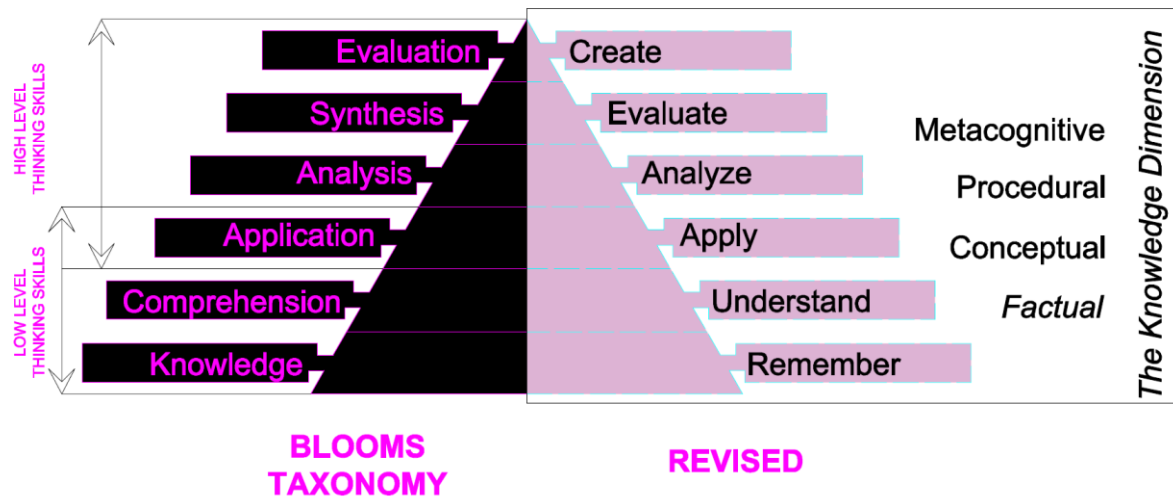 HIGH LEVEL
THINKING SKILLS
LOW LEVEL
THINKING SKILLS
Evaluation
Synthesis
Analysis
Application
Comprehension
Knowledge
BLOOMS
TAXONOMY
Create
Evaluate
Analyze
Apply
Understand
Remember
REVISED
Metacognitive
Procedural
Conceptual
Factual
The Knowledge Dimension